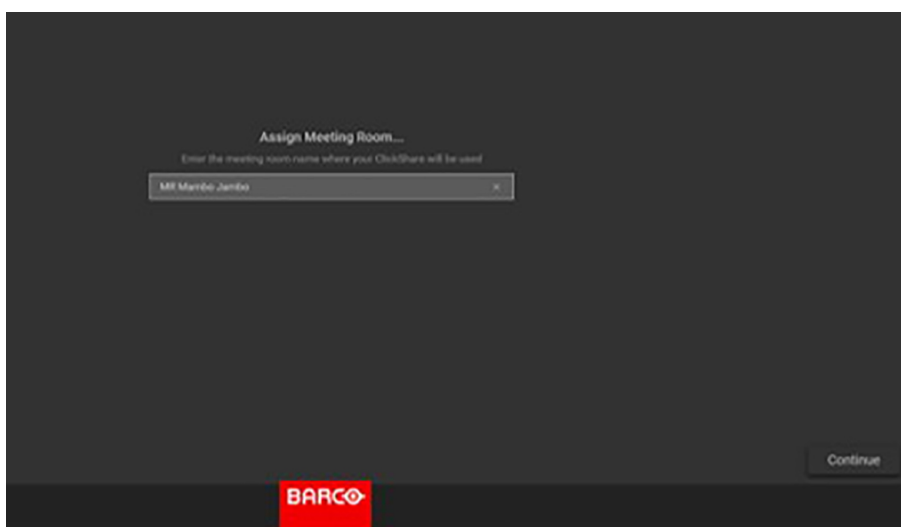 Assign Meeting Room...
Enter the meeting room name where your ClickShare will be used
MR Mambo Jambo ×
Continue
BARCO